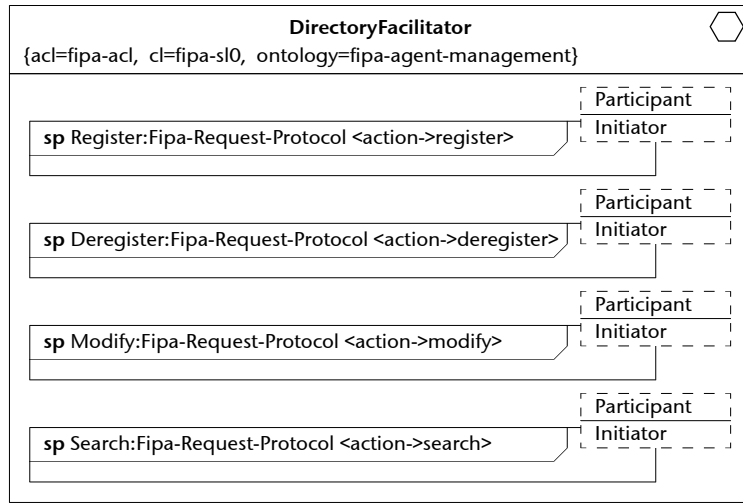 DirectoryFacilitator
{acl=fipa-acl, cl=fipa-sl0, ontology=fipa-agent-management}
Participant
Initiator
sp Register:Fipa-Request-Protocol <action->register>
Participant
Initiator
sp Deregister:Fipa-Request-Protocol <action->deregister>
Participant
Initiator
sp Modify:Fipa-Request-Protocol <action->modify>
Participant
Initiator
sp Search:Fipa-Request-Protocol <action->search>